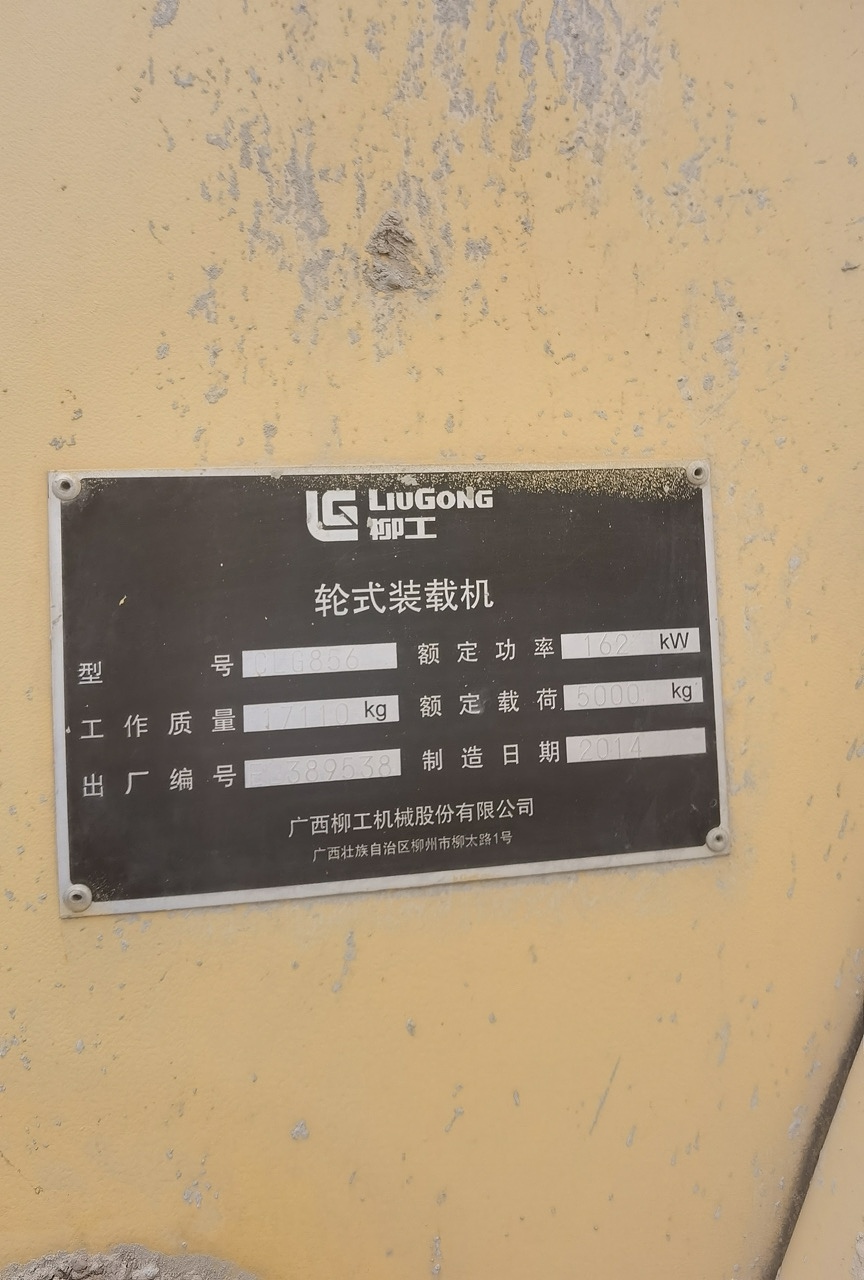 LIUGONG
柳工
轮式装载机
型号 CLG856 额定功率 162 kW
工作质量 17110 kg 额定载荷 5000 kg
出厂编号 389538 制造日期 2014
广西柳工机械股份有限公司
广西壮族自治区柳州市柳太路1号